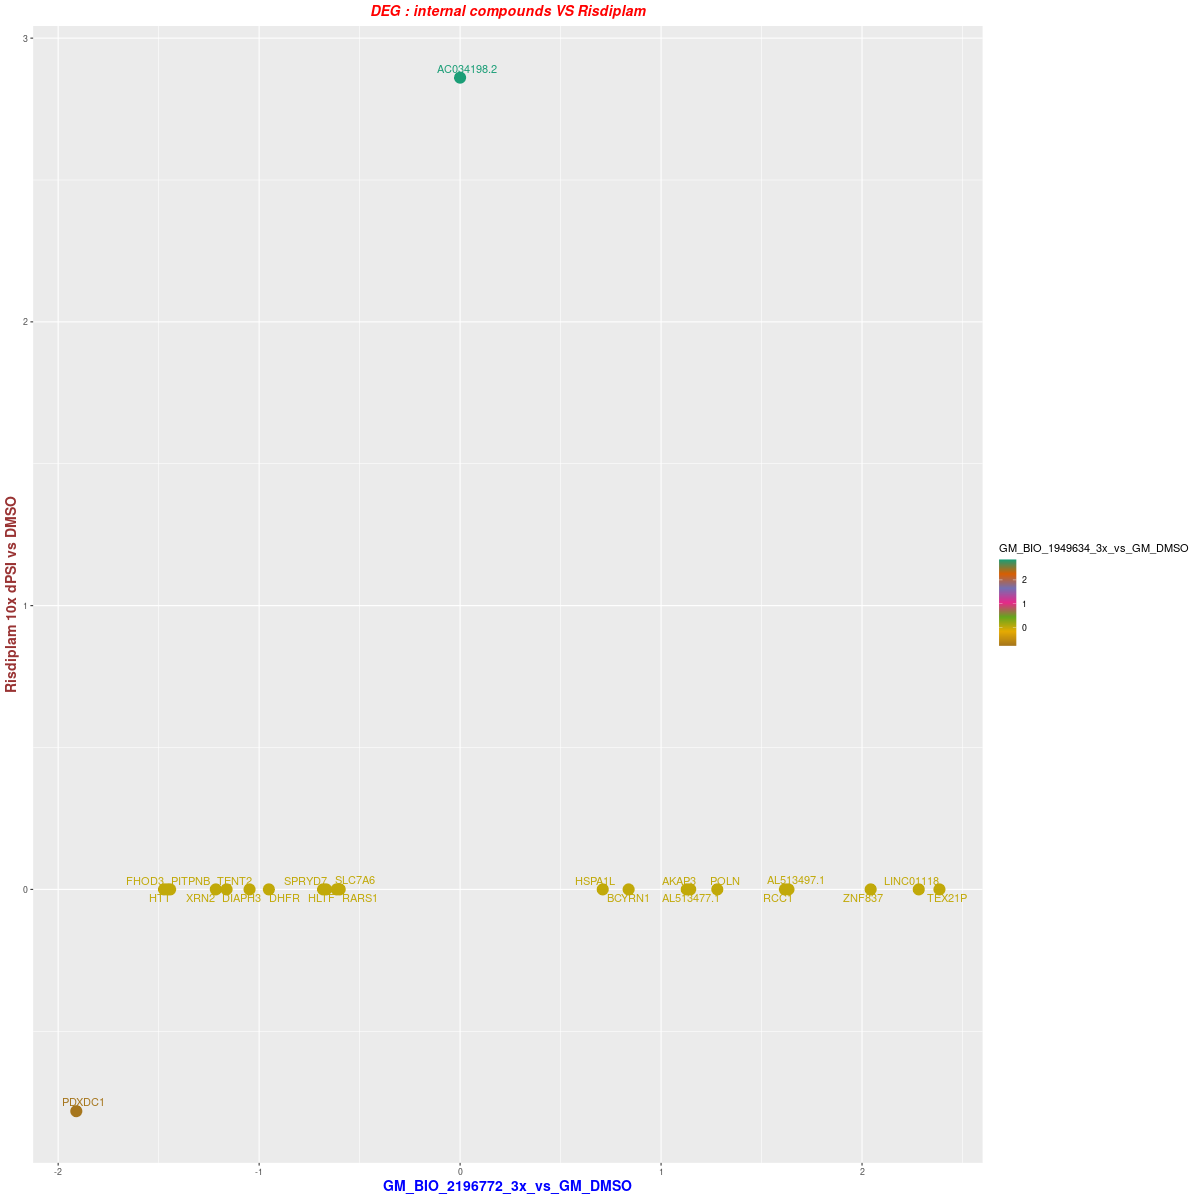 DEG : internal compounds VS Risdiplam
3
AC034198.2
2
Risdiplam 10x dPSI vs DMSO
GM_BIO_1949634_3x_vs_GM_DMSO
2
1
0
1
FHOD3 PITPNB TENT2 SPRYD7 SLC7A6 HSPA1L AKAP3 POLN AL513497.1 LINC01118
0
HTT XRN2 DIAPH3 DHFR HLTF RARS1 BCYRN1 AL513477.1 RCC1 ZNF837 TEX21P
PDXDC1
-2 -1 0 1 2
GM_BIO_2196772_3x_vs_GM_DMSO